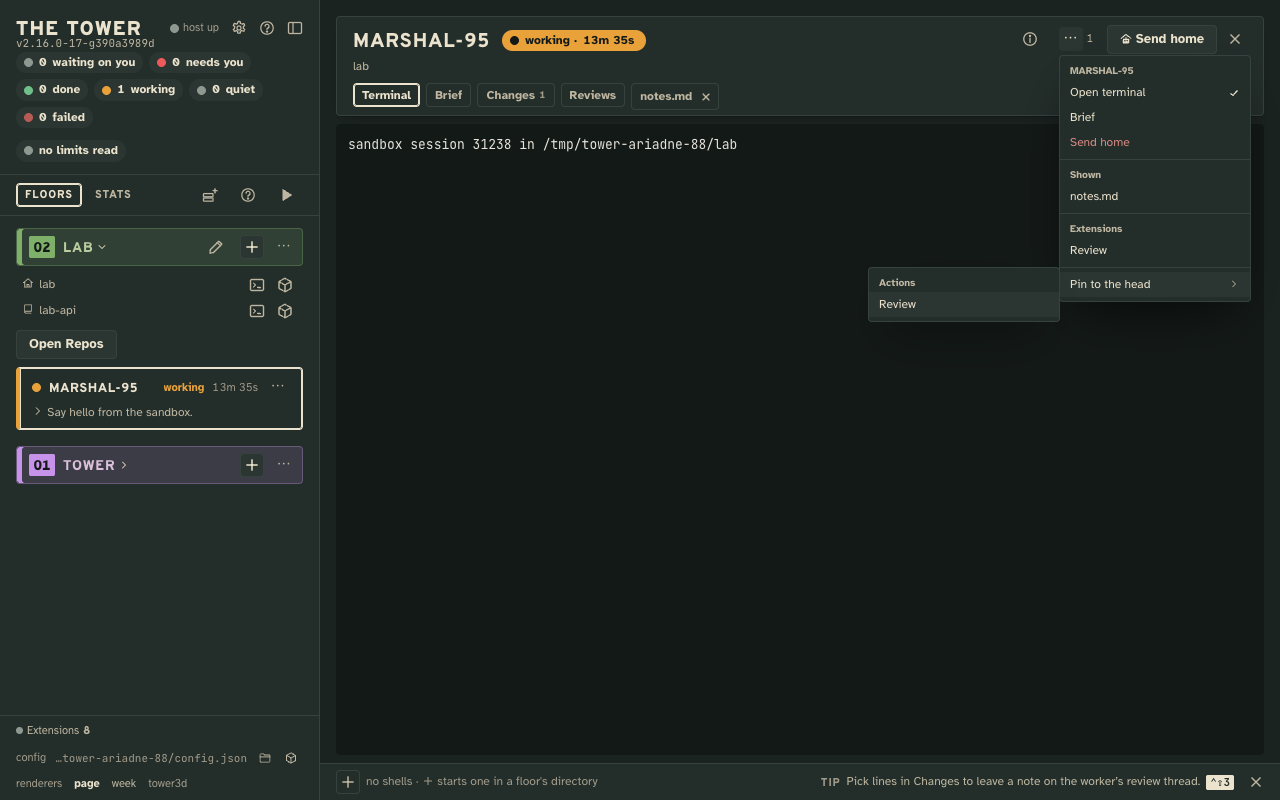 THE TOWER
host up
v2.16.0-17-g390a3989d
0 waiting on you
0 needs you
0 done
1 working
0 quiet
0 failed
no limits read
FLOORS
STATS
02 LAB
lab
lab-api
Open Repos
MARSHAL-95 working 13m 35s
Say hello from the sandbox.
01 TOWER
Extensions 8
config …tower-ariadne-88/config.json
renderers page week tower3d
MARSHAL-95
working · 13m 35s
1
Send home
lab
Terminal
Brief
Changes 1
Reviews
notes.md
sandbox session 31238 in /tmp/tower-ariadne-88/lab
MARSHAL-95
Open terminal
Brief
Send home
Shown
notes.md
Extensions
Review
Pin to the head
Actions
Review
no shells · + starts one in a floor's directory
TIP Pick lines in Changes to leave a note on the worker's review thread. ⌃⇧3